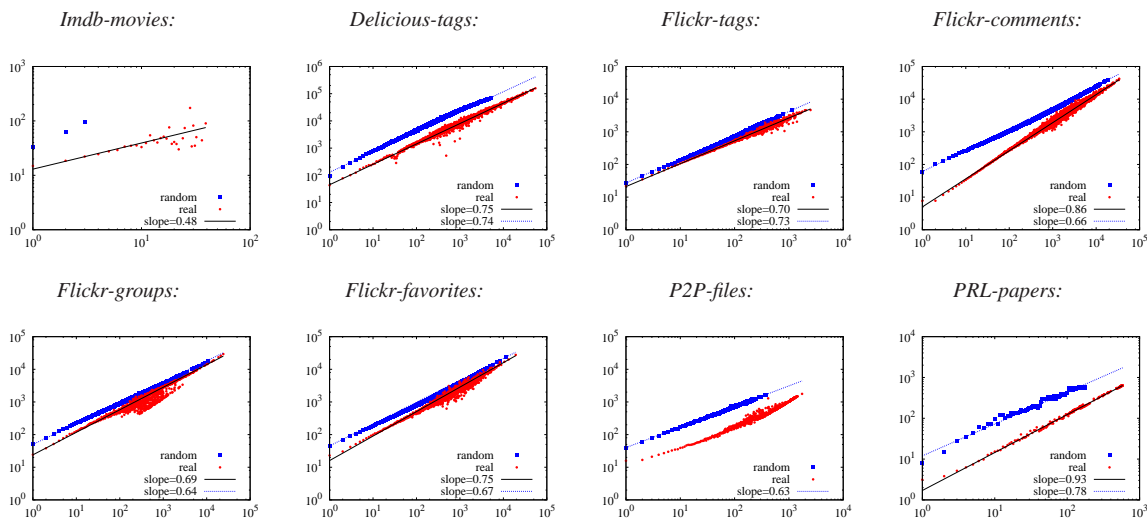 Imdb-movies:
Delicious-tags:
Flickr-tags:
Flickr-comments:
10^3
10^2
10^1
10^0
10^0 10^1 10^2
random
real
slope=0.48
10^6
10^5
10^4
10^3
10^2
10^1
10^0
10^0 10^1 10^2 10^3 10^4 10^5
random
real
slope=0.75
slope=0.74
10^5
10^4
10^3
10^2
10^1
10^0
10^0 10^1 10^2 10^3 10^4
random
real
slope=0.70
slope=0.73
10^5
10^4
10^3
10^2
10^1
10^0
10^0 10^1 10^2 10^3 10^4 10^5
random
real
slope=0.86
slope=0.66
Flickr-groups:
Flickr-favorites:
P2P-files:
PRL-papers:
10^5
10^4
10^3
10^2
10^1
10^0
10^0 10^1 10^2 10^3 10^4 10^5
random
real
slope=0.69
slope=0.64
10^5
10^4
10^3
10^2
10^1
10^0
10^0 10^1 10^2 10^3 10^4 10^5
random
real
slope=0.75
slope=0.67
10^5
10^4
10^3
10^2
10^1
10^0
10^0 10^1 10^2 10^3 10^4
random
real
slope=0.63
10^4
10^3
10^2
10^1
10^0
10^0 10^1 10^2 10^3
random
real
slope=0.93
slope=0.78